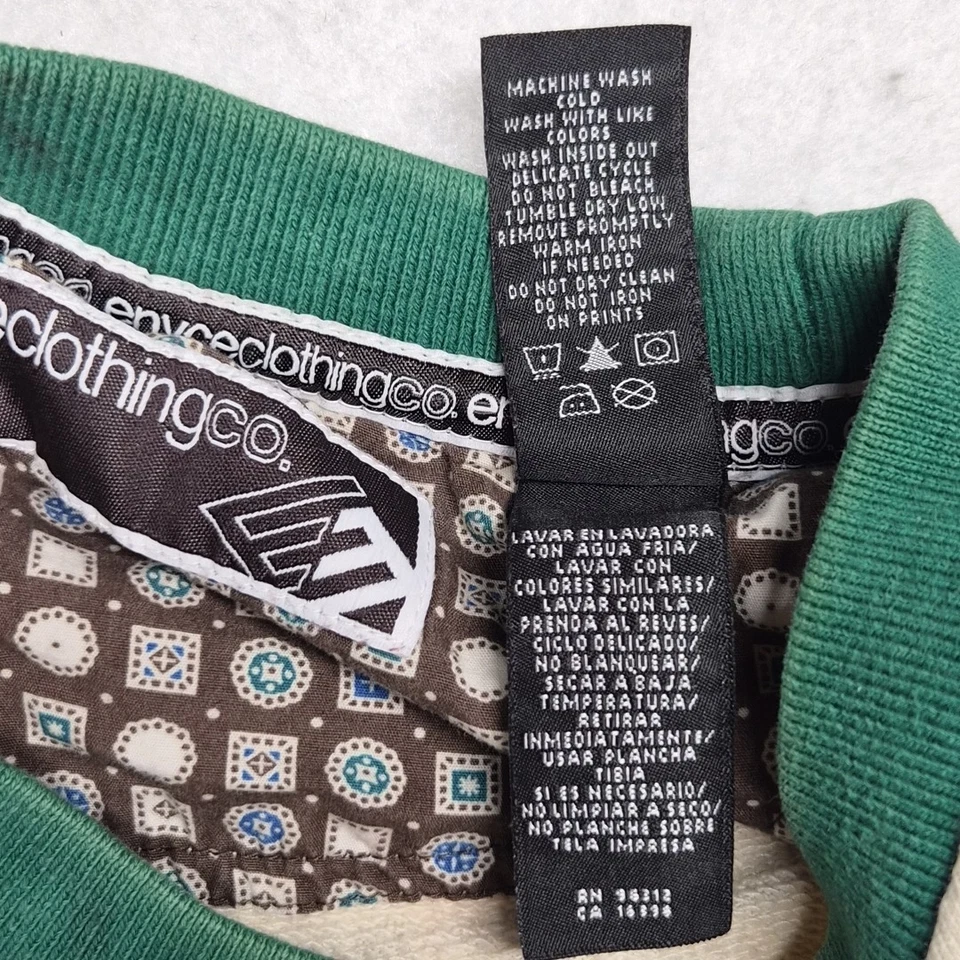 enyceclothingco. en
ngco.
eclothingco.
MACHINE WASH
COLD
WASH WITH LIKE
COLORS
WASH INSIDE OUT
DELICATE CYCLE
DO NOT BLEACH
TUMBLE DRY LOW
REMOVE PROMPTLY
WARM IRON
IF NEEDED
DO NOT DRY CLEAN
DO NOT IRON
ON PRINTS
LAVAR EN LAVADORA
CON AGUA FRIA/
LAVAR CON
COLORES SIMILARES/
LAVAR CON LA
PRENDA AL REVES/
CICLO DELICADO/
NO BLANQUEAR/
SECAR A BAJA
TEMPERATURA/
RETIRAR
INMEDIATAMENTE/
USAR PLANCHA
TIBIA
SI ES NECESARIO/
NO LIMPIAR A SECO/
NO PLANCHE SOBRE
TELA IMPRESA
RN 96312
CA 16398